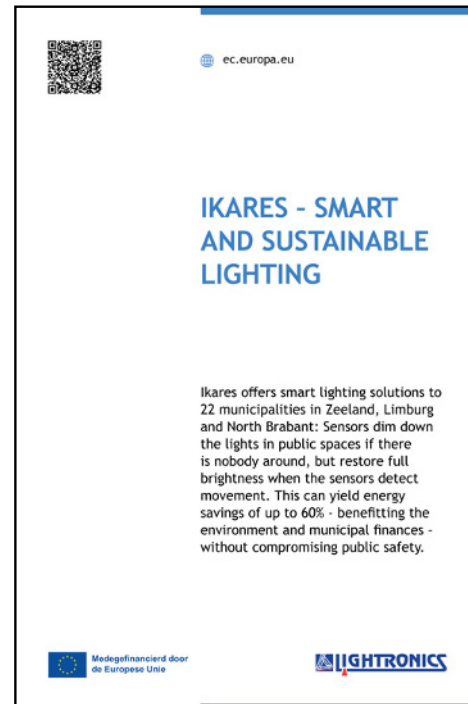 ec.europa.eu
IKARES – SMART
AND SUSTAINABLE
LIGHTING
Ikares offers smart lighting solutions to
22 municipalities in Zeeland, Limburg
and North Brabant: Sensors dim down
the lights in public spaces if there
is nobody around, but restore full
brightness when the sensors detect
movement. This can yield energy
savings of up to 60% - benefitting the
environment and municipal finances -
without compromising public safety.
Medegefinancierd door
de Europese Unie
LIGHTRONICS